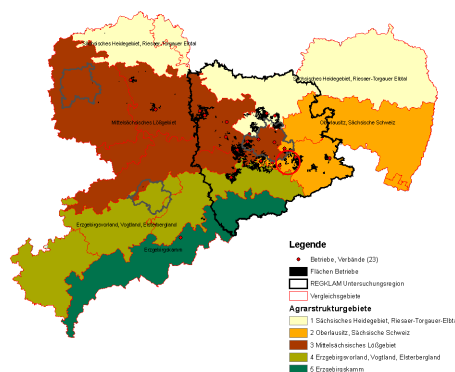 Sächsisches Heidegebiet, Riesaer-Torgauer Elbtal
Sächsisches Heidegebiet, Riesaer-Torgauer Elbtal
Mittelsächsisches Lößgebiet
Oberlausitz, Sächsische Schweiz
Erzgebirgsvorland, Vogtland, Elsterbergland
Erzgebirgskamm
Legende
Betriebe, Verbände (23)
Flächen Betriebe
REGKLAM Untersuchungsregion
Vergleichsgebiete
Agrarstrukturgebiete
1 Sächsisches Heidegebiet, Riesaer-Torgauer-Elbtal
2 Oberlausitz, Sächsische Schweiz
3 Mittelsächsisches Lößgebiet
4 Erzgebirgsvorland, Vogtland, Elsterbergland
5 Erzgebirgskamm